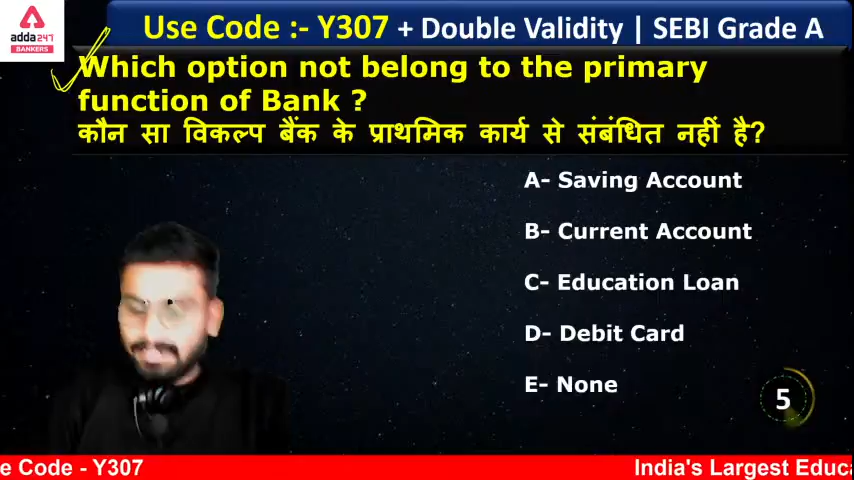 adda247
BANKERS
Use Code :- Y307 + Double Validity | SEBI Grade A
Which option not belong to the primary
function of Bank ?
कौन सा विकल्प बैंक के प्राथमिक कार्य से संबंधित नहीं है?
A- Saving Account
B- Current Account
C- Education Loan
D- Debit Card
E- None
5
e Code - Y307
India's Largest Educa